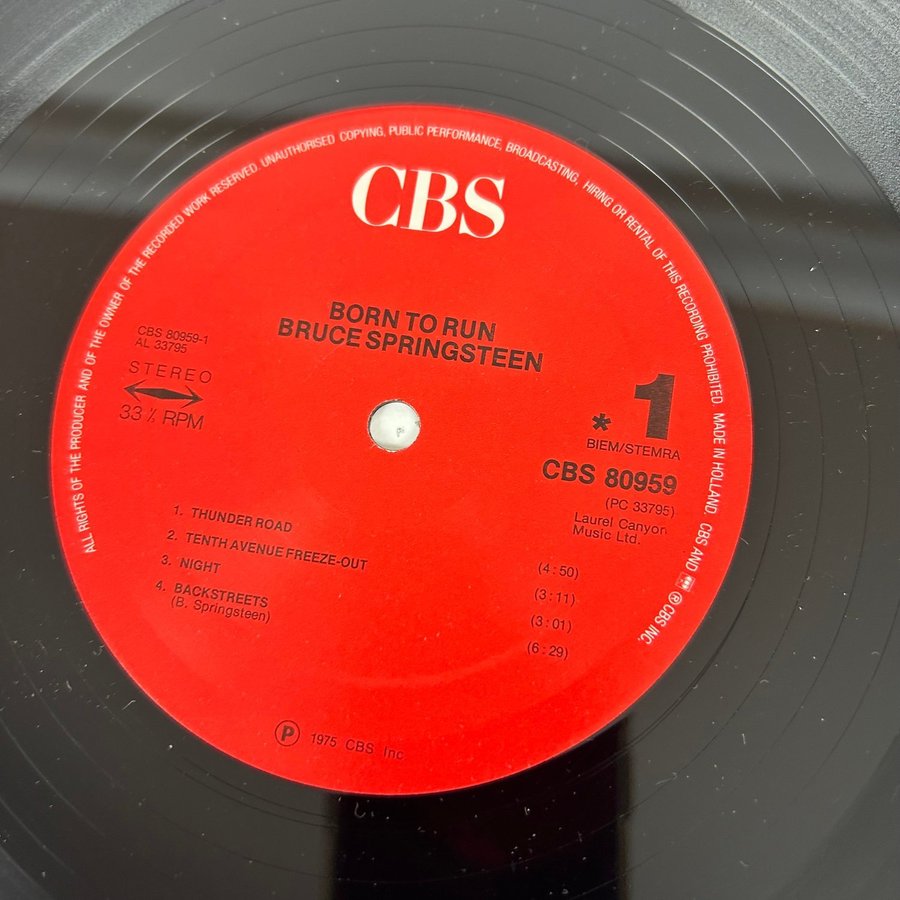 ALL RIGHTS OF THE PRODUCER AND OF THE OWNER OF THE RECORDED WORK RESERVED. UNAUTHORISED COPYING, PUBLIC PERFORMANCE, BROADCASTING, HIRING OR RENTAL OF THIS RECORDING PROHIBITED. MADE IN HOLLAND. CBS AND ® CBS INC.
CBS
BORN TO RUN
BRUCE SPRINGSTEEN
CBS 80959-1
AL 33795
STEREO
33⅓ RPM
* 1
BIEM/STEMRA
CBS 80959
(PC 33795)
Laurel Canyon
Music Ltd.
1. THUNDER ROAD (4:50)
2. TENTH AVENUE FREEZE-OUT (3:11)
3. NIGHT (3:01)
4. BACKSTREETS (6:29)
(B. Springsteen)
Ⓟ 1975 CBS Inc